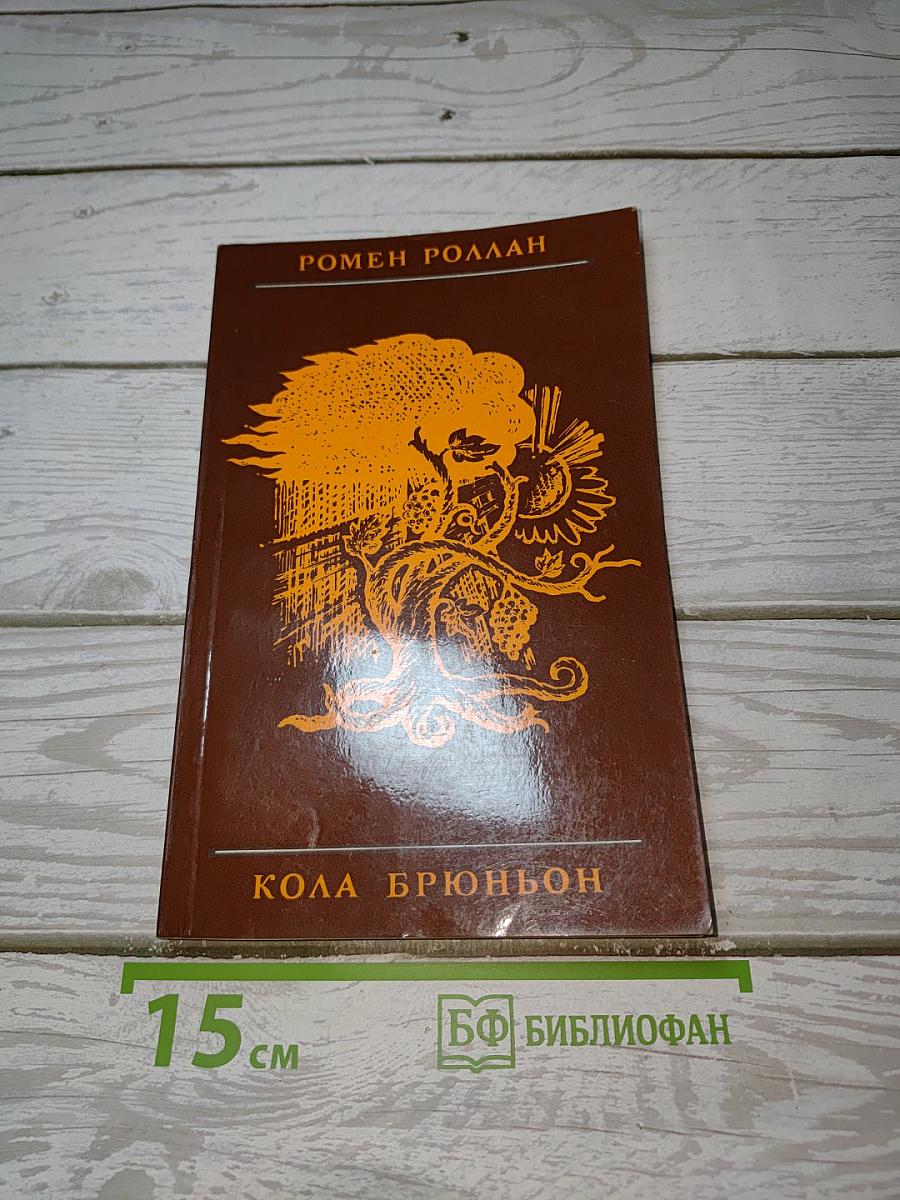 РОМЕН РОЛЛАН
КОЛА БРЮНЬОН
15 см
БФ БИБЛИОФАН